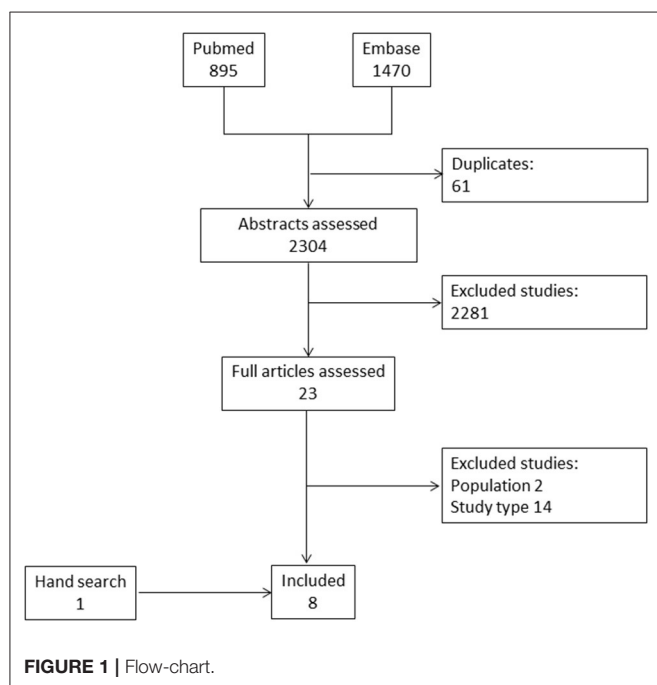 Pubmed
895
Embase
1470
Duplicates:
61
Abstracts assessed
2304
Excluded studies:
2281
Full articles assessed
23
Excluded studies:
Population 2
Study type 14
Hand search
1
Included
8
FIGURE 1 | Flow-chart.